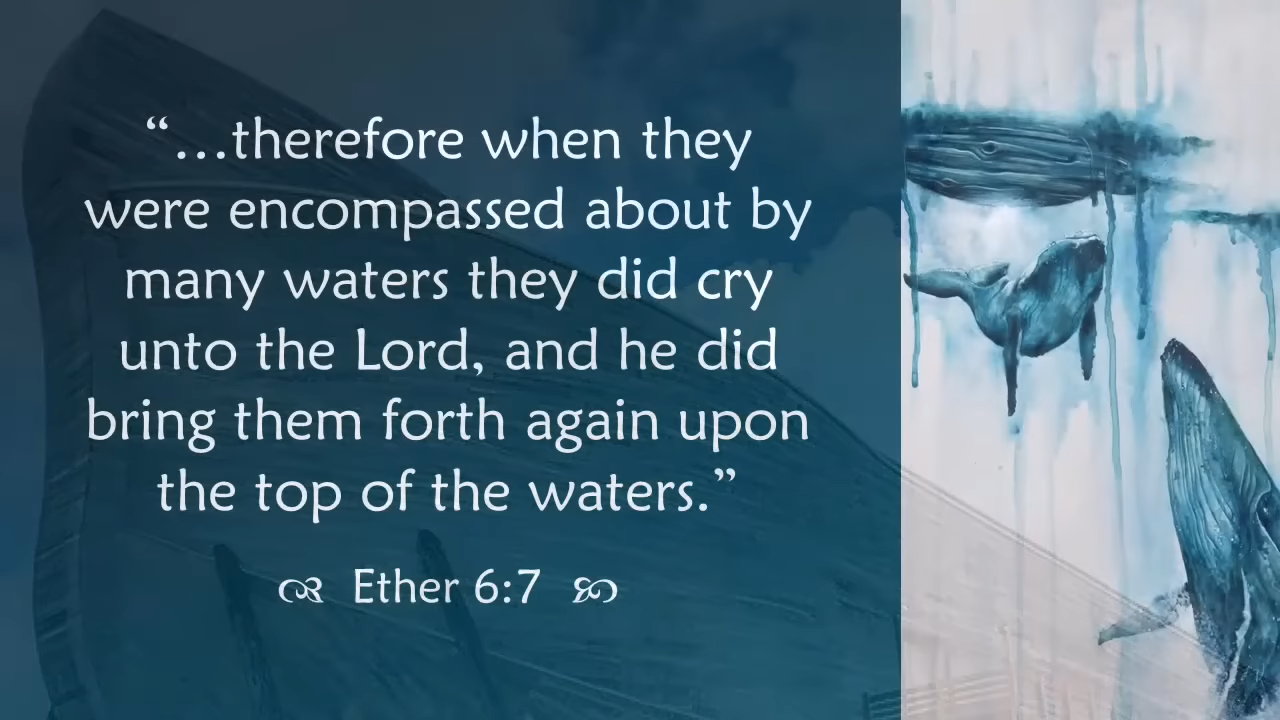 “…therefore when they
were encompassed about by
many waters they did cry
unto the Lord, and he did
bring them forth again upon
the top of the waters.”
Ether 6:7